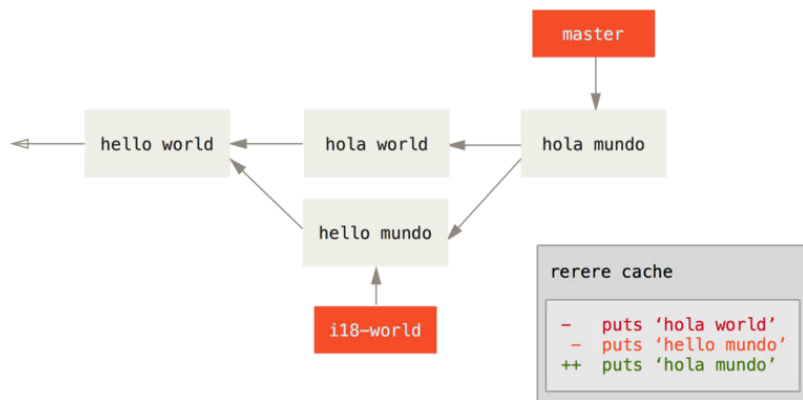 master
hello world
hola world
hola mundo
hello mundo
i18-world
rerere cache
-   puts ‘hola world’
 -  puts ‘hello mundo’
++  puts ‘hola mundo’